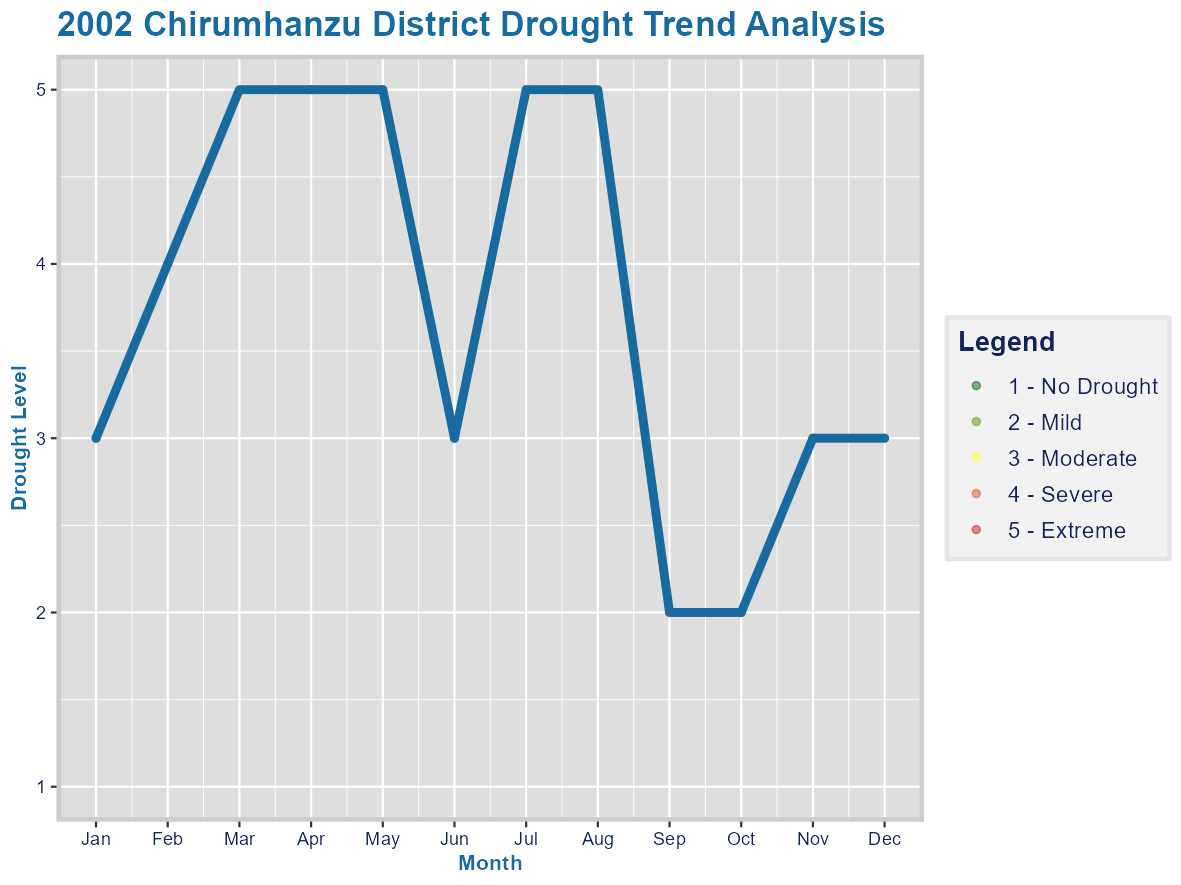 2002 Chirumhanzu District Drought Trend Analysis
Drought Level
5
4
3
2
1
Jan Feb Mar Apr May Jun Jul Aug Sep Oct Nov Dec
Month
Legend
1 - No Drought
2 - Mild
3 - Moderate
4 - Severe
5 - Extreme